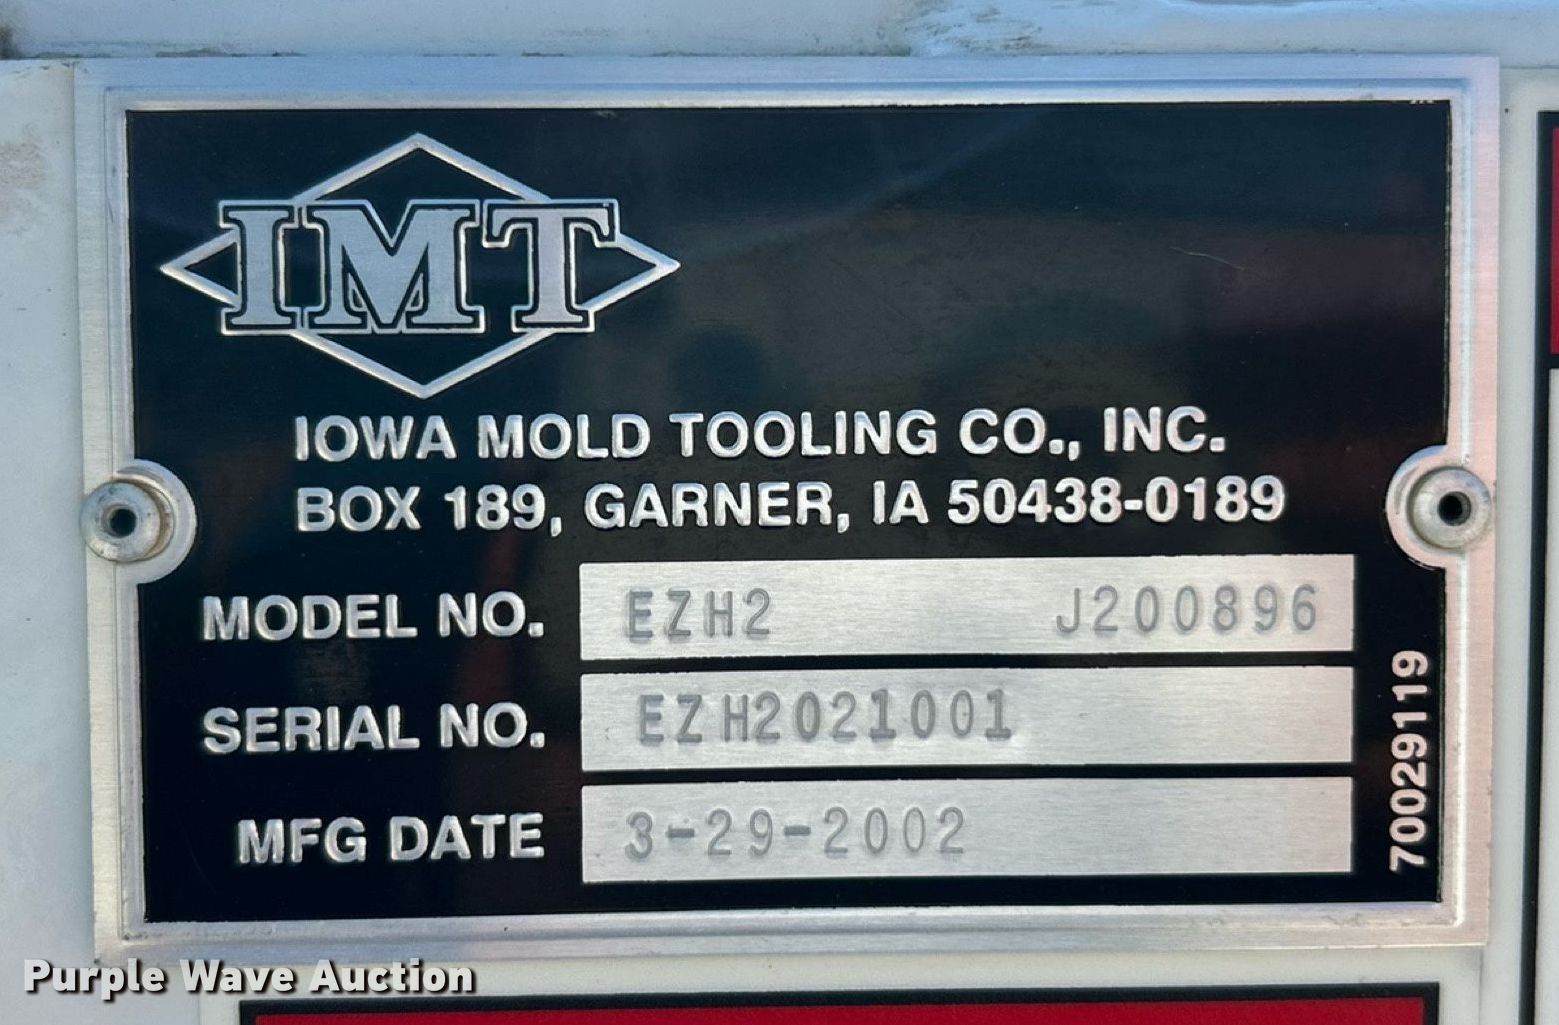 IMT
IOWA MOLD TOOLING CO., INC.
BOX 189, GARNER, IA 50438-0189
MODEL NO. EZH2 J200896
SERIAL NO. EZH2021001
MFG DATE 3-29-2002
70029119
Purple Wave Auction